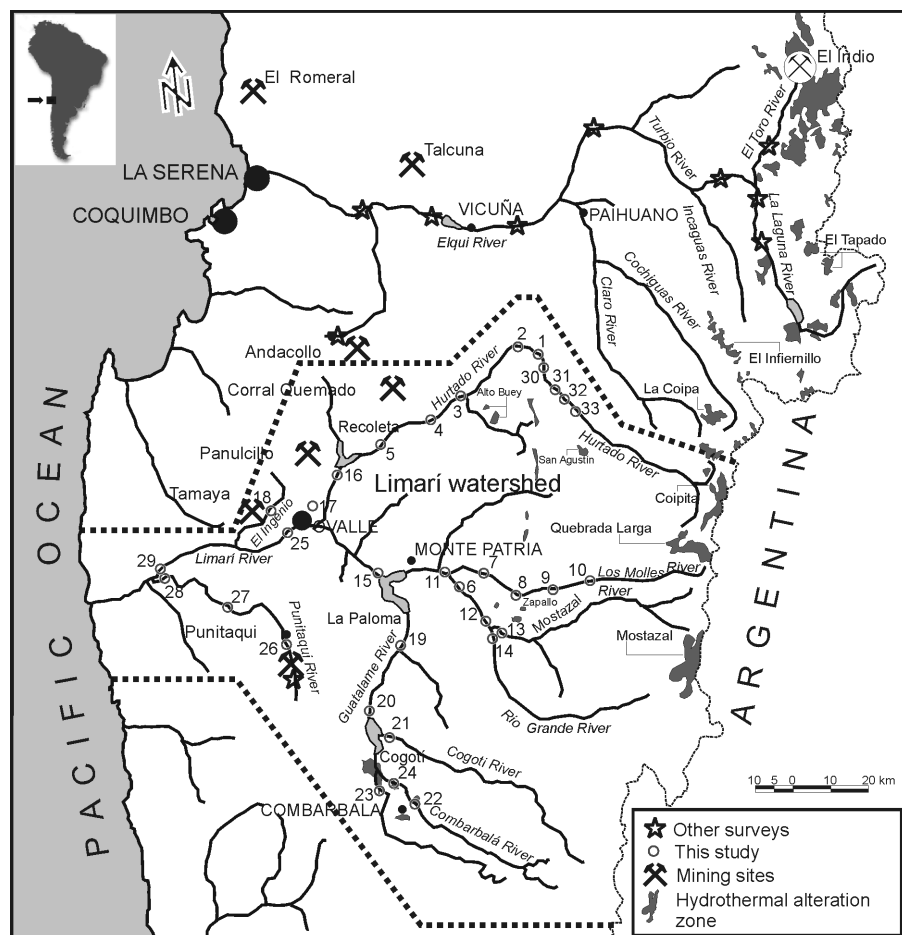 El Romeral
El Indio
N
Talcuna
LA SERENA
COQUIMBO
VICUÑA
PAIHUANO
Elqui River
Turbio River
El Toro River
La Laguna River
Incaguas River
El Tapado
Cochiguas River
Claro River
El Infiernillo
La Coipa
Andacollo
Corral Quemado
Hurtado River
2
1
30
31
32
33
3
Alto Buey
4
Recoleta
5
San Agustín
Hurtado River
Coipita
Panulcillo
16
Limarí watershed
Tamaya
18
17
El Ingenio
OVALLE
25
Quebrada Larga
Limarí River
MONTE PATRIA
29
28
15
11
7
6
8
9
10
Los Molles River
Zapallo
Mostazal River
27
Punitaqui
La Paloma
12
13
14
Mostazal
26
Punitaqui River
19
Guatalame River
Rio Grande River
20
21
Cogotí
Cogoti River
24
23
22
COMBARBALA
Combarbalá River
PACIFIC OCEAN
ARGENTINA
10 5 0 10 20 km
Other surveys
This study
Mining sites
Hydrothermal alteration
zone